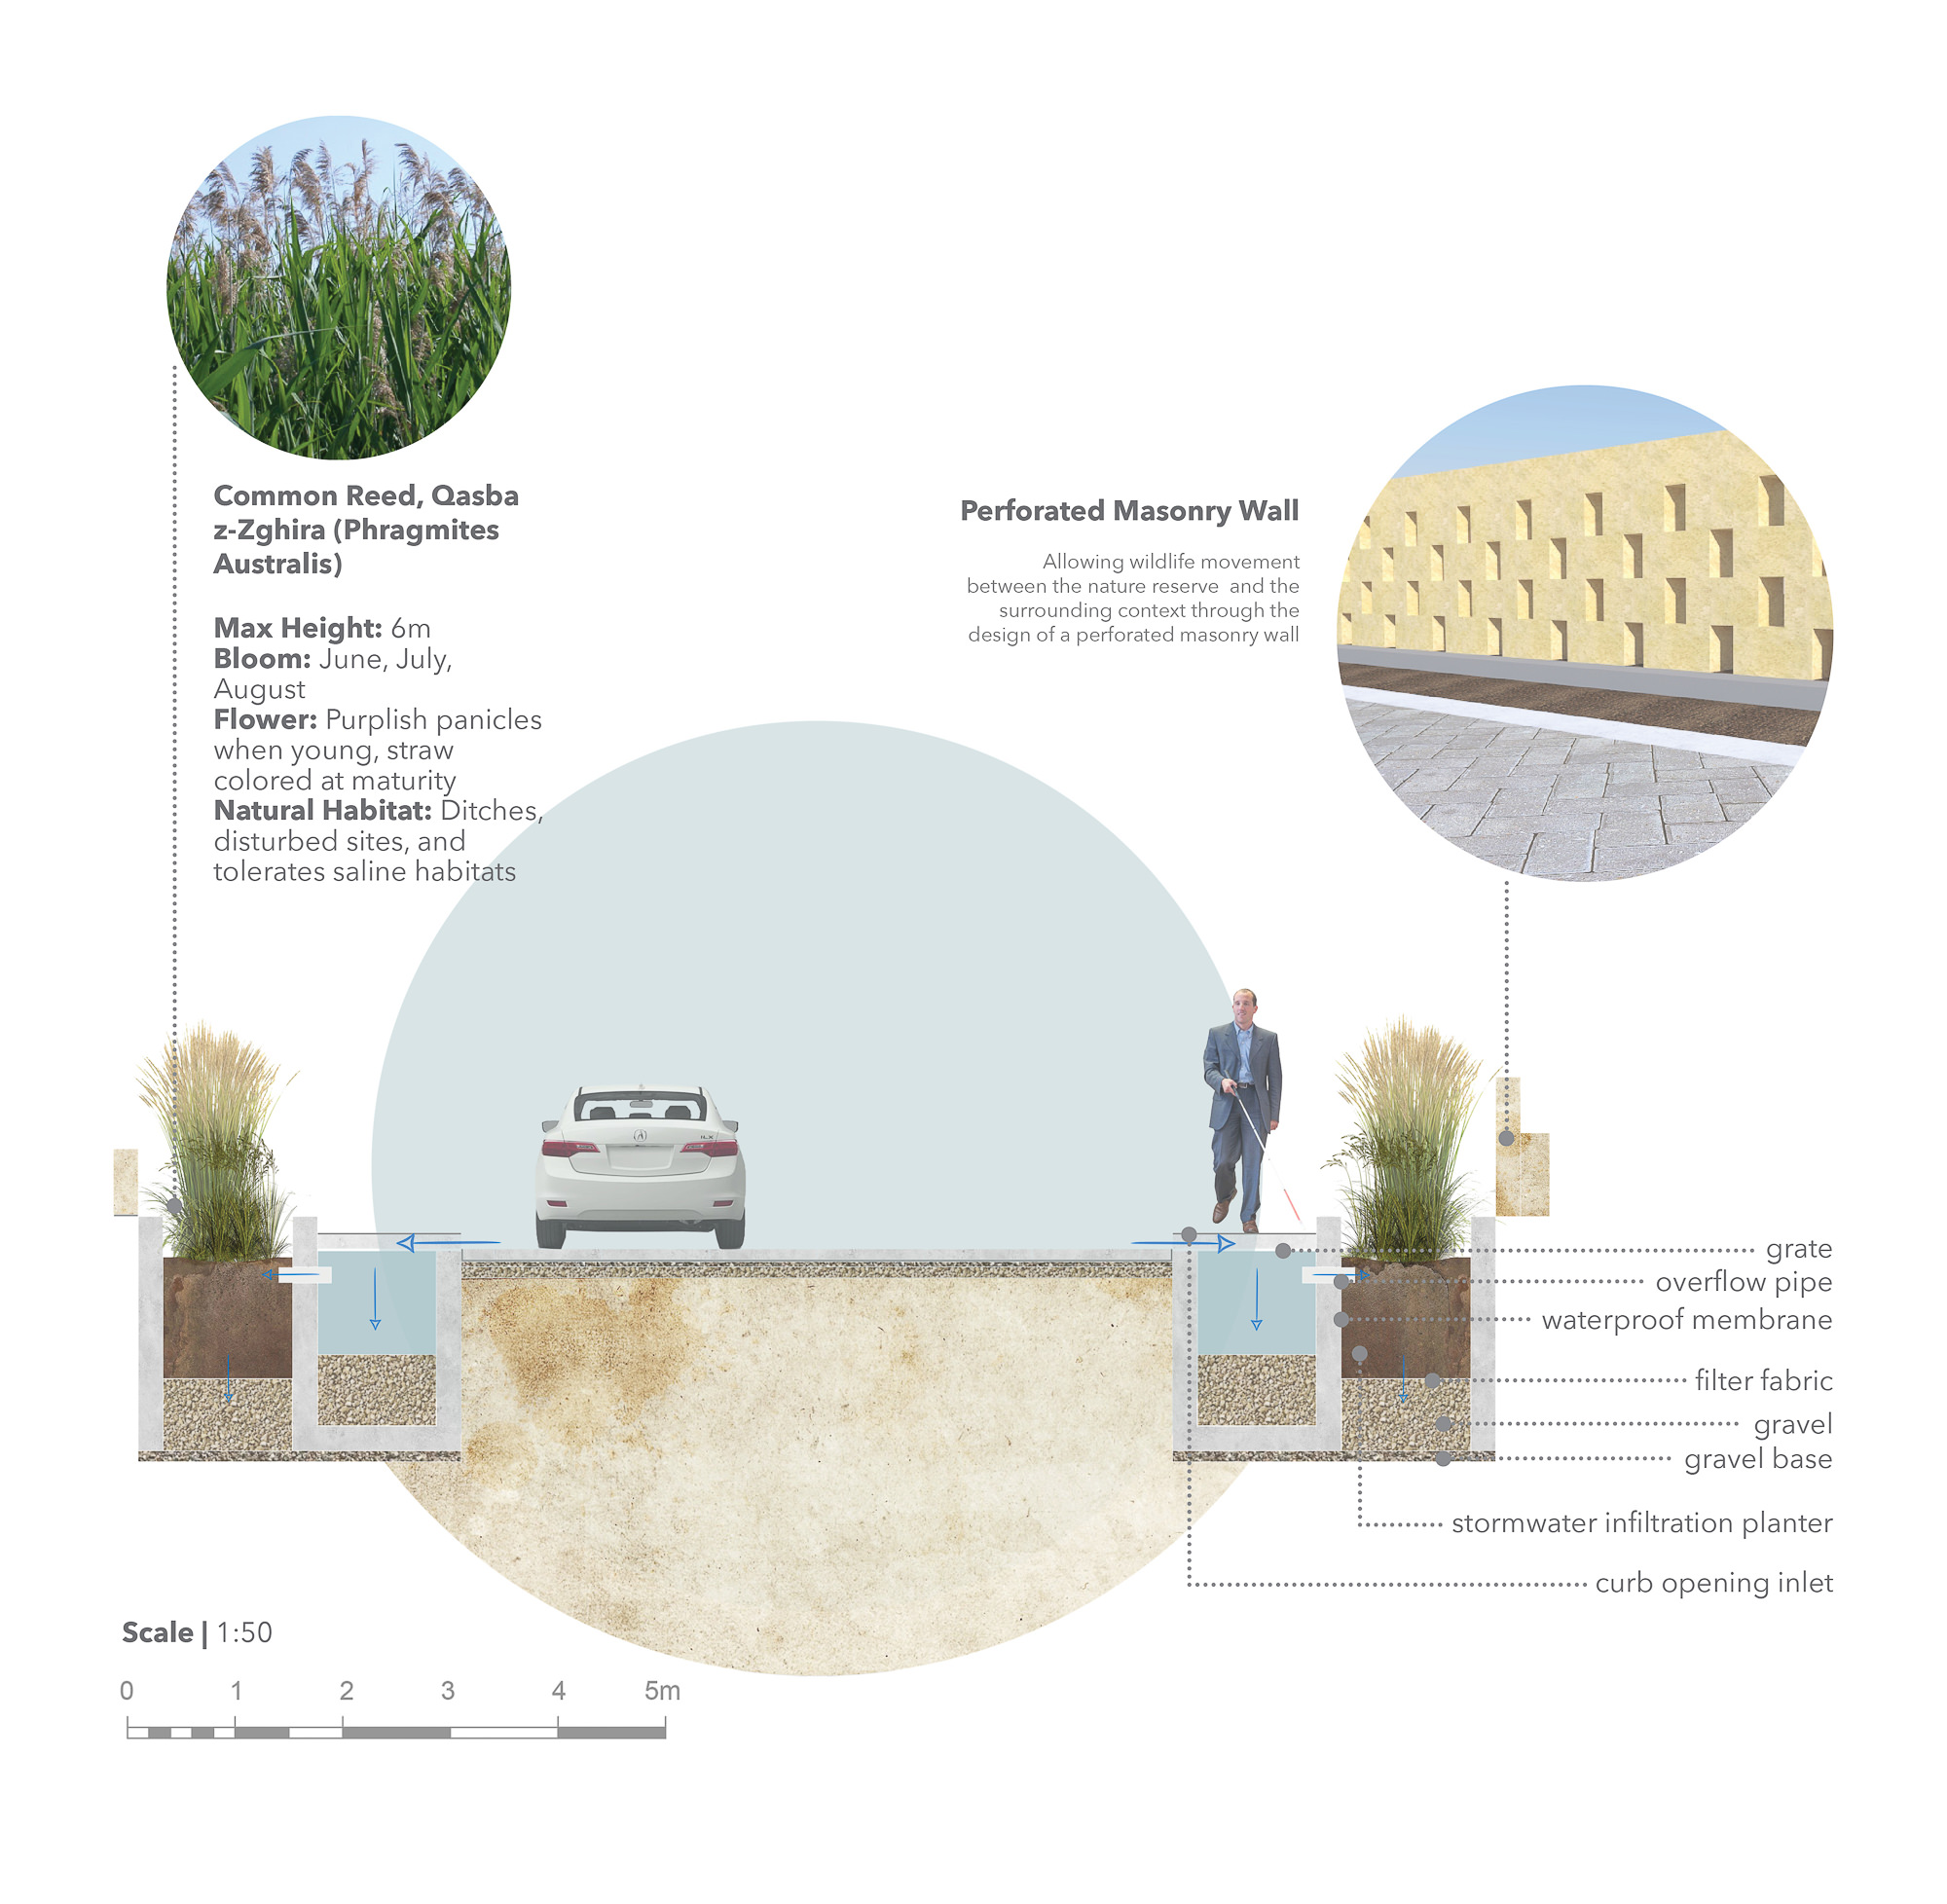 Common Reed, Qasba
z-Zghira (Phragmites
Australis)
Max Height: 6m
Bloom: June, July,
August
Flower: Purplish panicles
when young, straw
colored at maturity
Natural Habitat: Ditches,
disturbed sites, and
tolerates saline habitats
Perforated Masonry Wall
Allowing wildlife movement
between the nature reserve and the
surrounding context through the
design of a perforated masonry wall
ILX
grate
overflow pipe
waterproof membrane
filter fabric
gravel
gravel base
stormwater infiltration planter
curb opening inlet
Scale | 1:50
0 1 2 3 4 5m